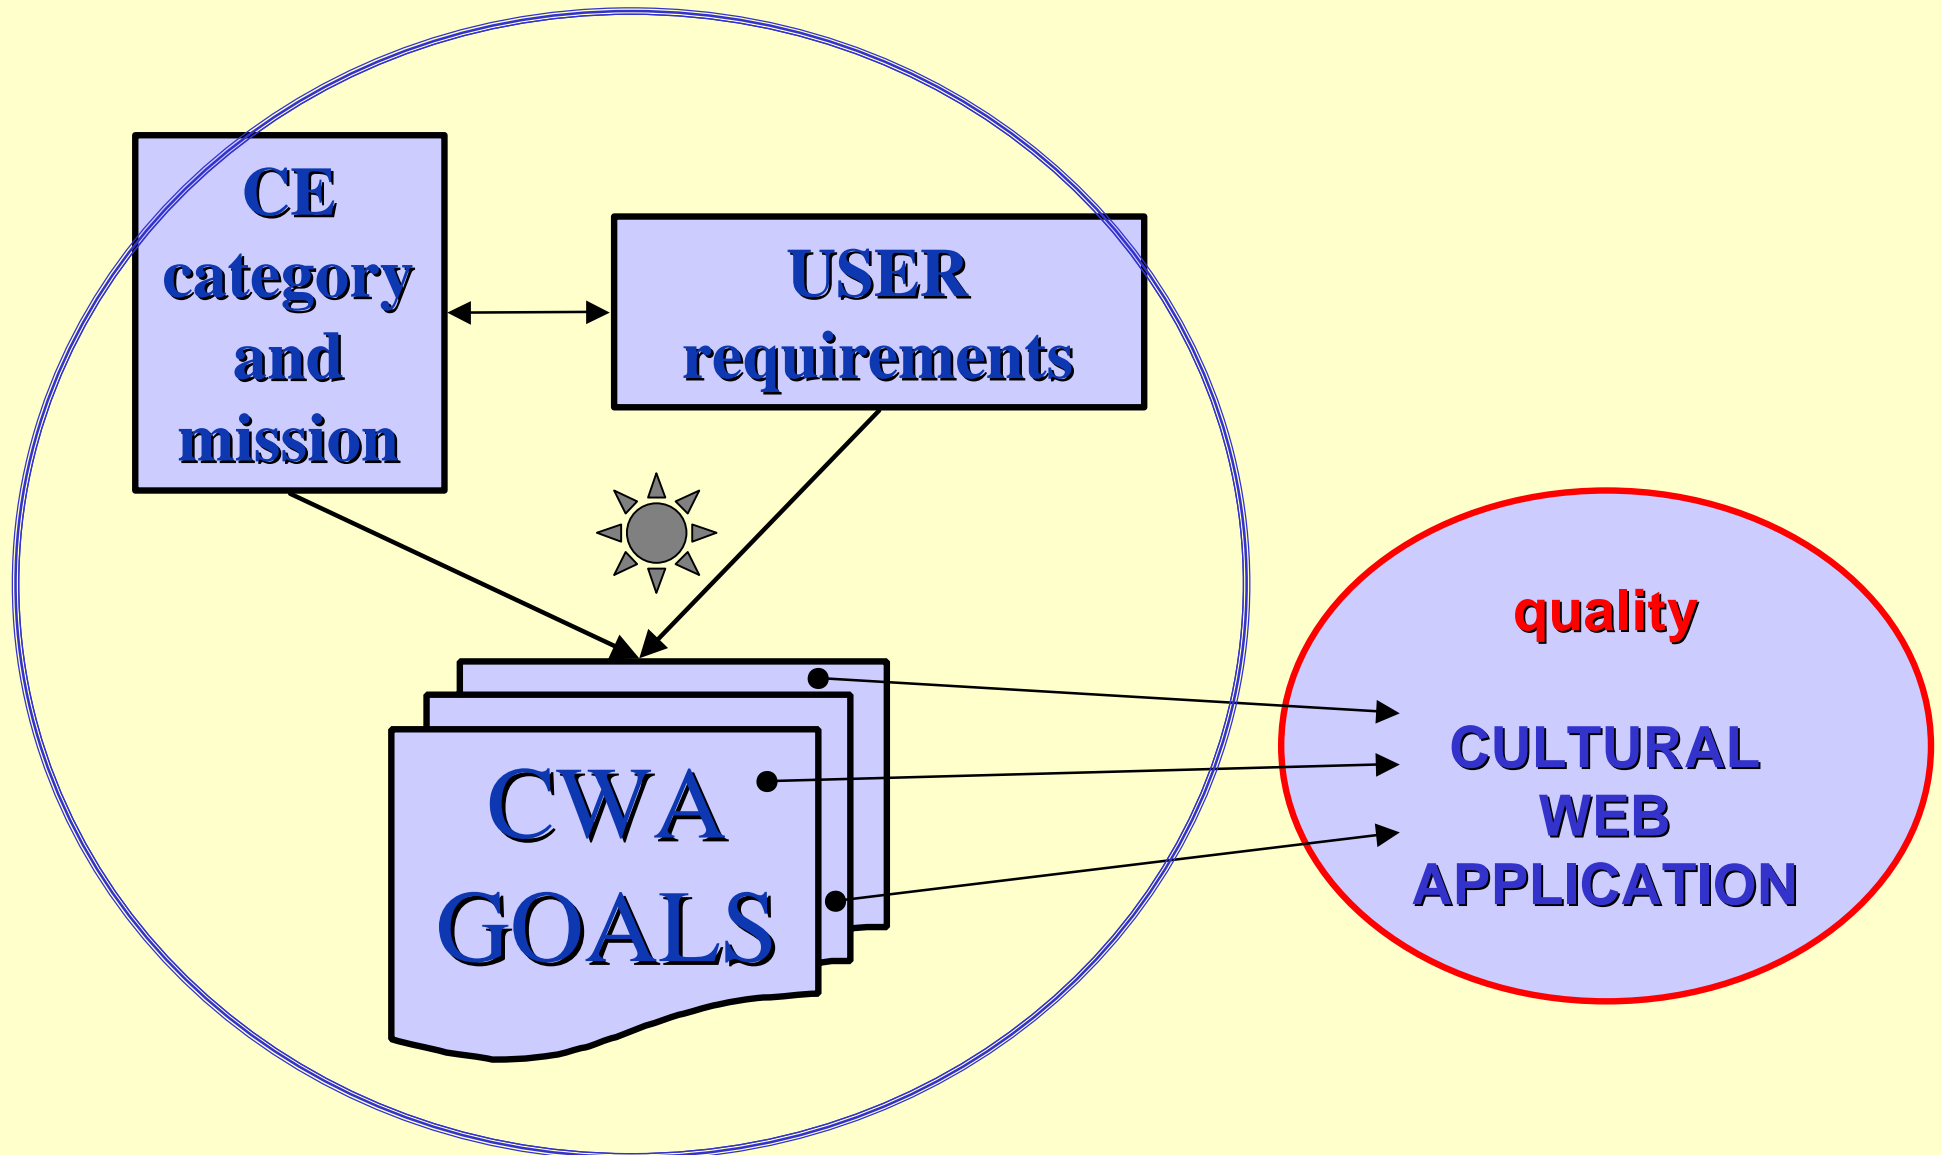 CE
category
and
mission
USER
requirements
CWA
GOALS
quality
CULTURAL
WEB
APPLICATION